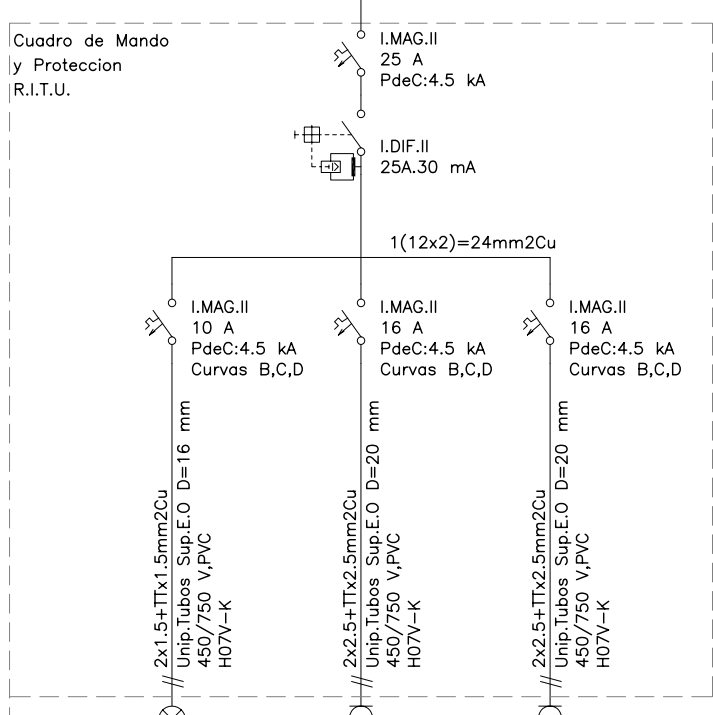 Cuadro de Mando
y Proteccion
R.I.T.U.
I.MAG.II
25 A
PdeC:4.5 kA
I.DIF.II
25A.30 mA
1(12x2)=24mm2Cu
I.MAG.II
10 A
PdeC:4.5 kA
Curvas B,C,D
I.MAG.II
16 A
PdeC:4.5 kA
Curvas B,C,D
I.MAG.II
16 A
PdeC:4.5 kA
Curvas B,C,D
2x1.5+TTx1.5mm2Cu
Unip.Tubos Sup.E.O D=16 mm
450/750 V,PVC
H07V-K
2x2.5+TTx2.5mm2Cu
Unip.Tubos Sup.E.O D=20 mm
450/750 V,PVC
H07V-K
2x2.5+TTx2.5mm2Cu
Unip.Tubos Sup.E.O D=20 mm
450/750 V,PVC
H07V-K